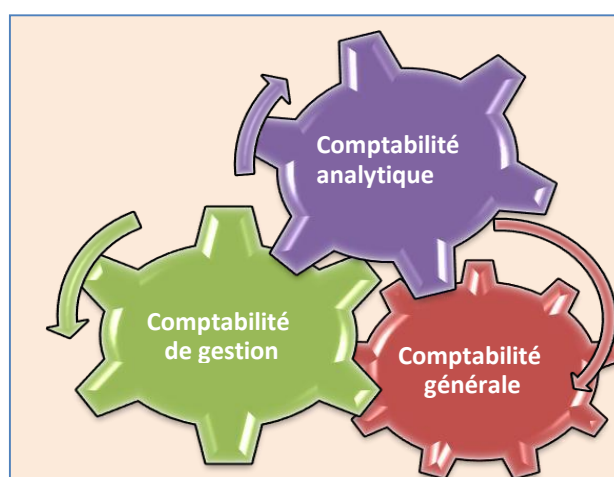 Comptabilité
analytique
Comptabilité
de gestion
Comptabilité
générale